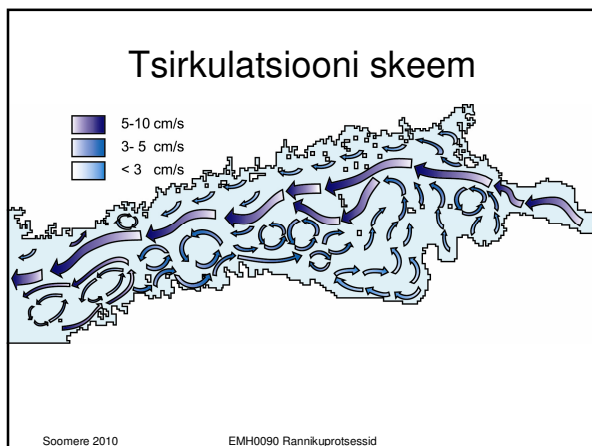 Tsirkulatsiooni skeem
5-10 cm/s
3- 5 cm/s
< 3 cm/s
Soomere 2010
EMH0090 Rannikuprotsessid